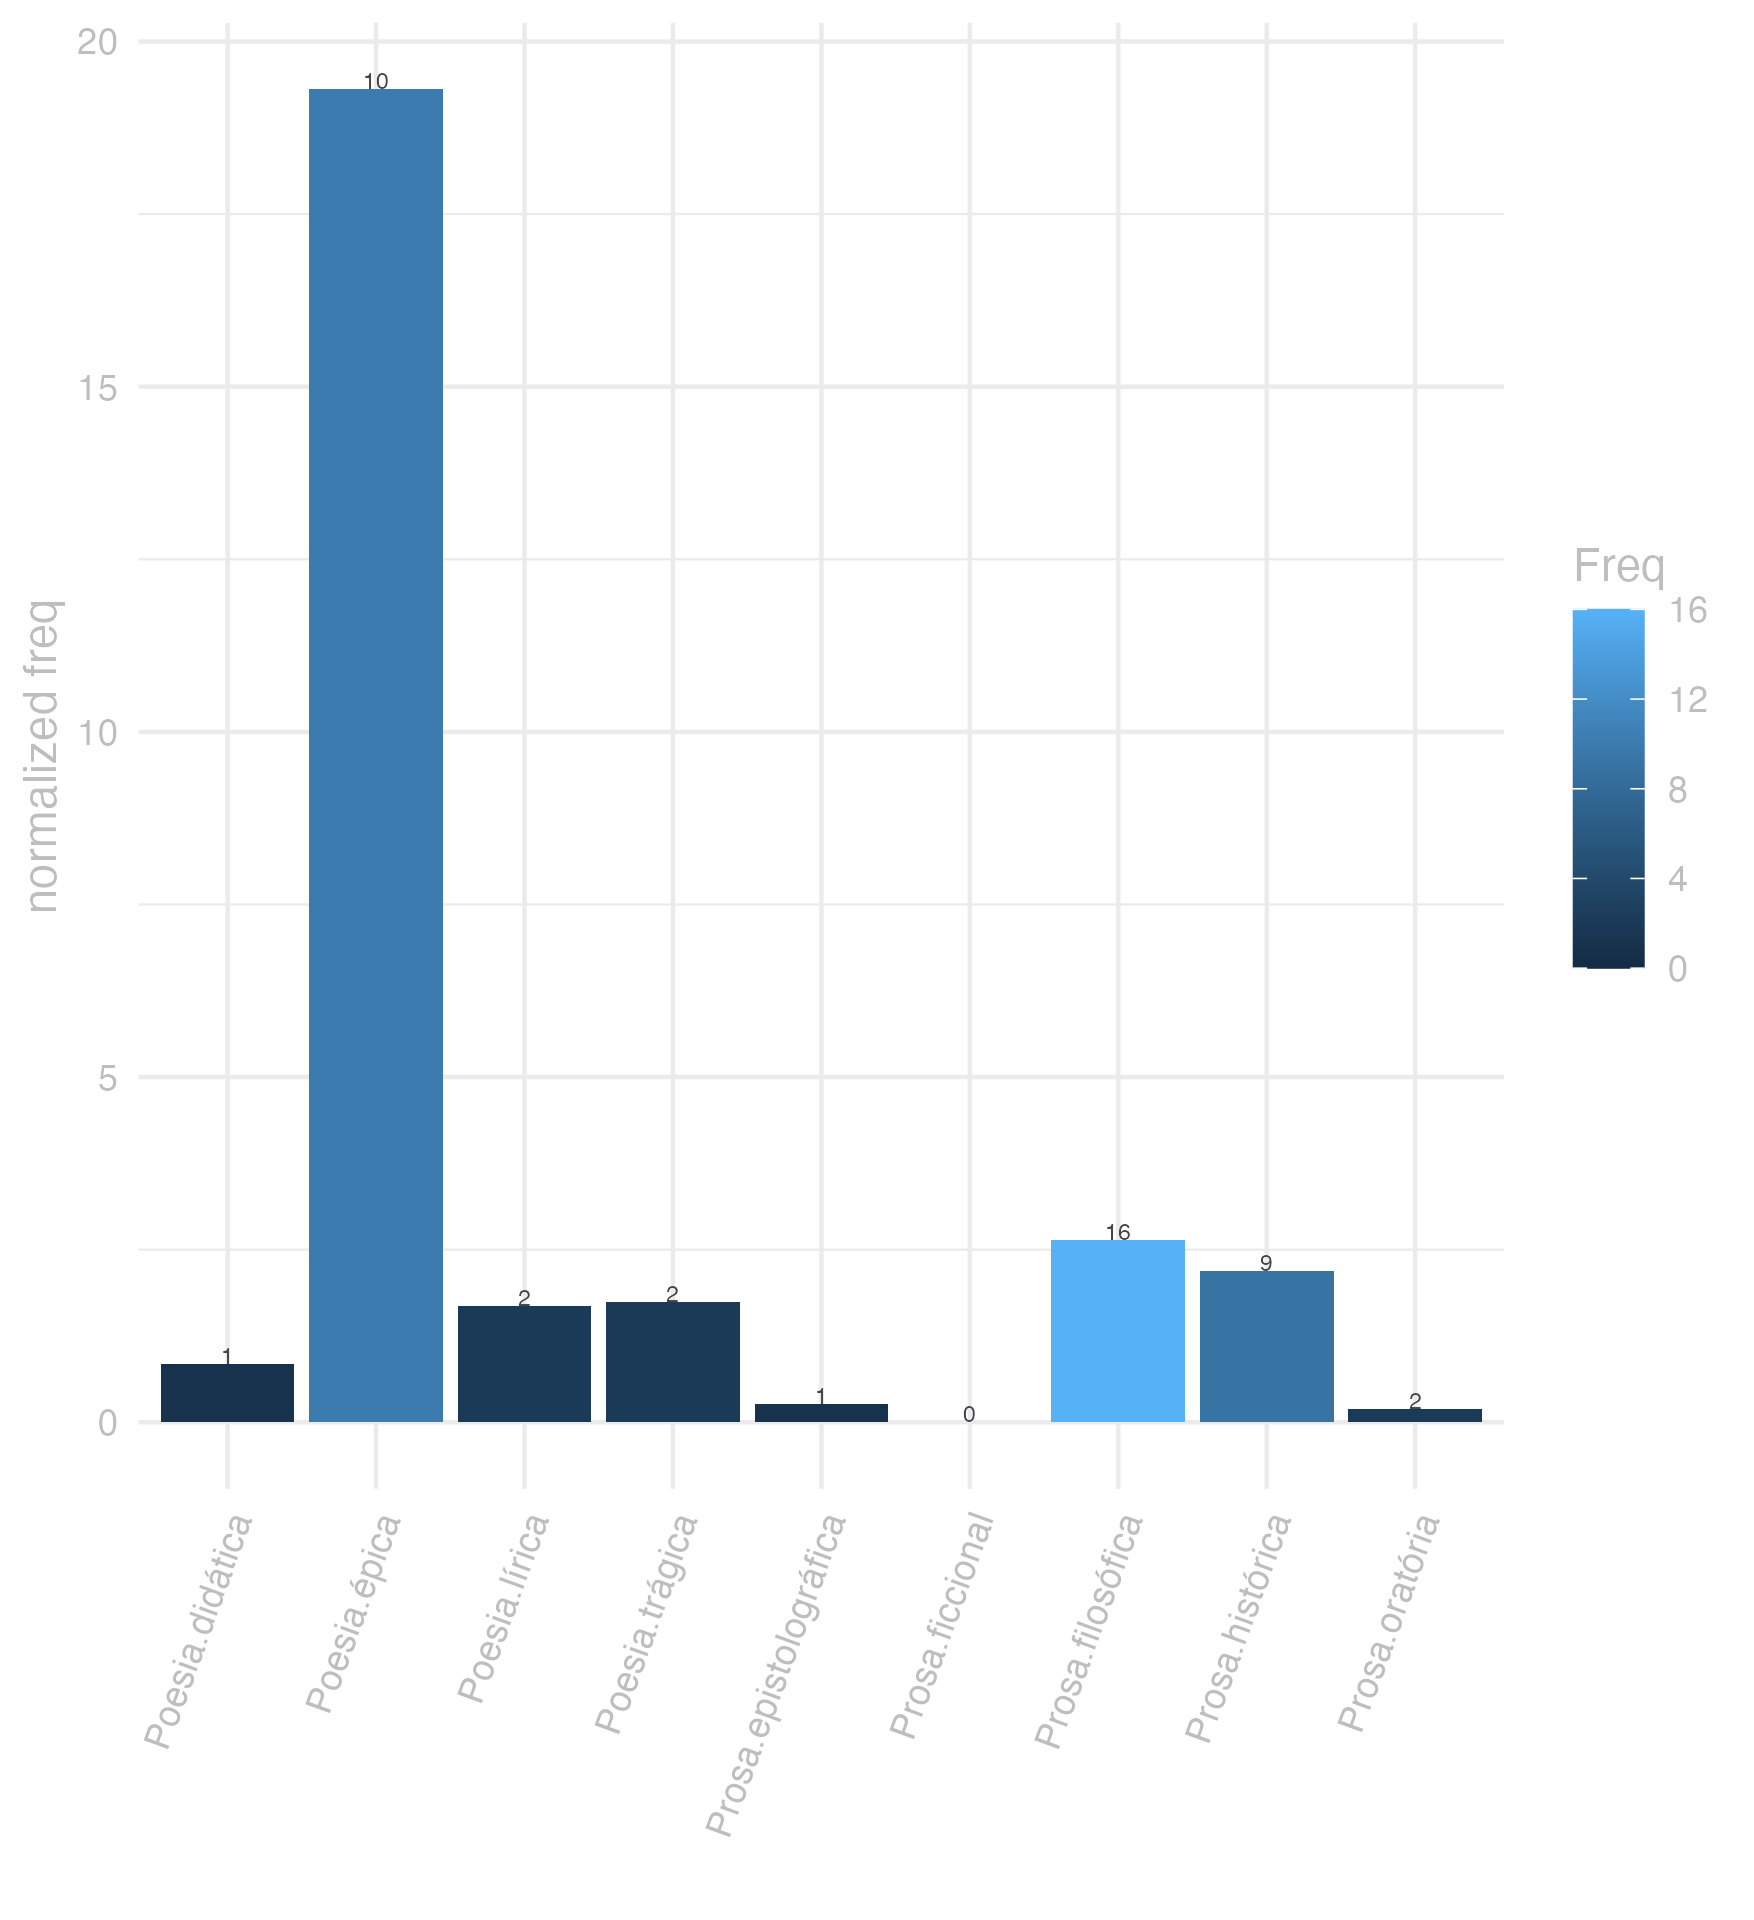 20
15
10
5
0
normalized freq
10
1
2
2
1
0
16
9
2
Poesia.didática
Poesia.épica
Poesia.lírica
Poesia.trágica
Prosa.epistolográfica
Prosa.ficcional
Prosa.filosófica
Prosa.histórica
Prosa.oratória
Freq
16
12
8
4
0